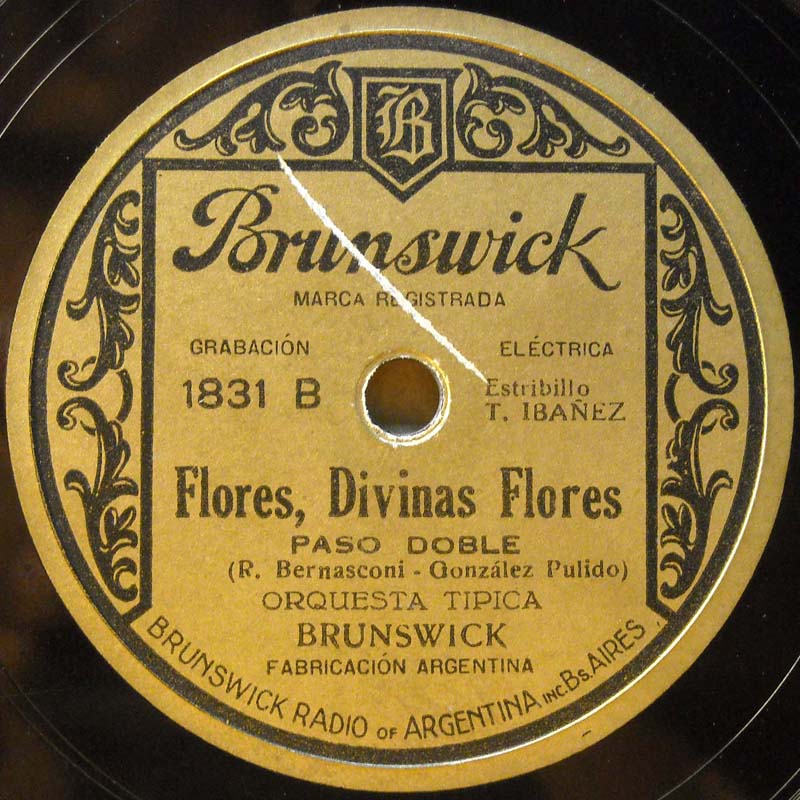 B
Brunswick
MARCA REGISTRADA
GRABACIÓN
ELÉCTRICA
1831 B
Estribillo
T. IBAÑEZ
Flores, Divinas Flores
PASO DOBLE
(R. Bernasconi - González Pulido)
ORQUESTA TIPICA
BRUNSWICK
FABRICACIÓN ARGENTINA
BRUNSWICK RADIO OF ARGENTINA INC. Bs. AIRES